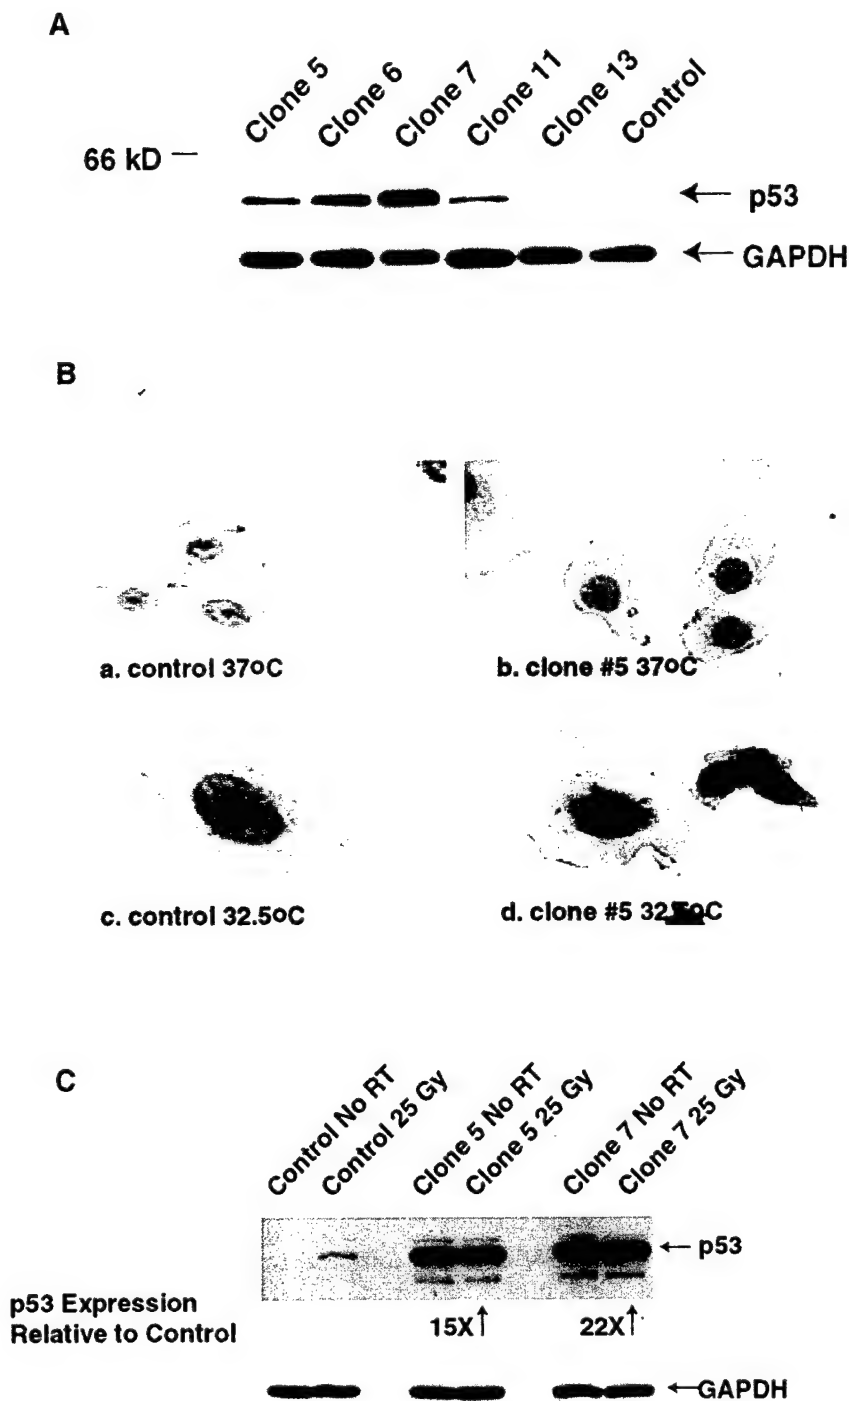 A
Clone 5
Clone 6
Clone 7
Clone 11
Clone 13
Control
66 kD
p53
GAPDH
B
a. control 37ºC
b. clone #5 37ºC
c. control 32.5ºC
d. clone #5 32.5ºC
C
Control No RT
Control 25 Gy
Clone 5 No RT
Clone 5 25 Gy
Clone 7 No RT
Clone 7 25 Gy
p53
p53 Expression
Relative to Control
15X↑
22X↑
GAPDH